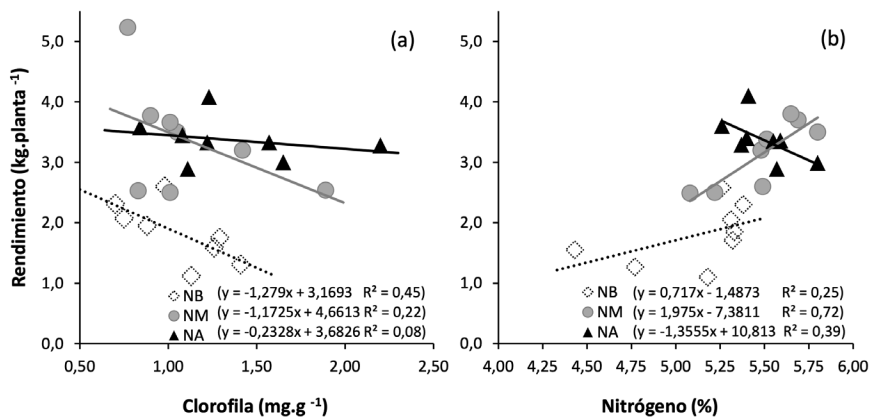 (a)
Rendimiento (kg.planta -1)
5,0
4,0
3,0
2,0
1,0
0,0
NB (y = -1,279x + 3,1693 R² = 0,45)
NM (y = -1,1725x + 4,6613 R² = 0,22)
NA (y = -0,2328x + 3,6826 R² = 0,08)
0,50 1,00 1,50 2,00 2,50
Clorofila (mg.g -1)
(b)
5,0
4,0
3,0
2,0
1,0
0,0
NB (y = 0,717x - 1,4873 R² = 0,25)
NM (y = 1,975x - 7,3811 R² = 0,72)
NA (y = -1,3555x + 10,813 R² = 0,39)
4,00 4,25 4,50 4,75 5,00 5,25 5,50 5,75 6,00
Nitrógeno (%)